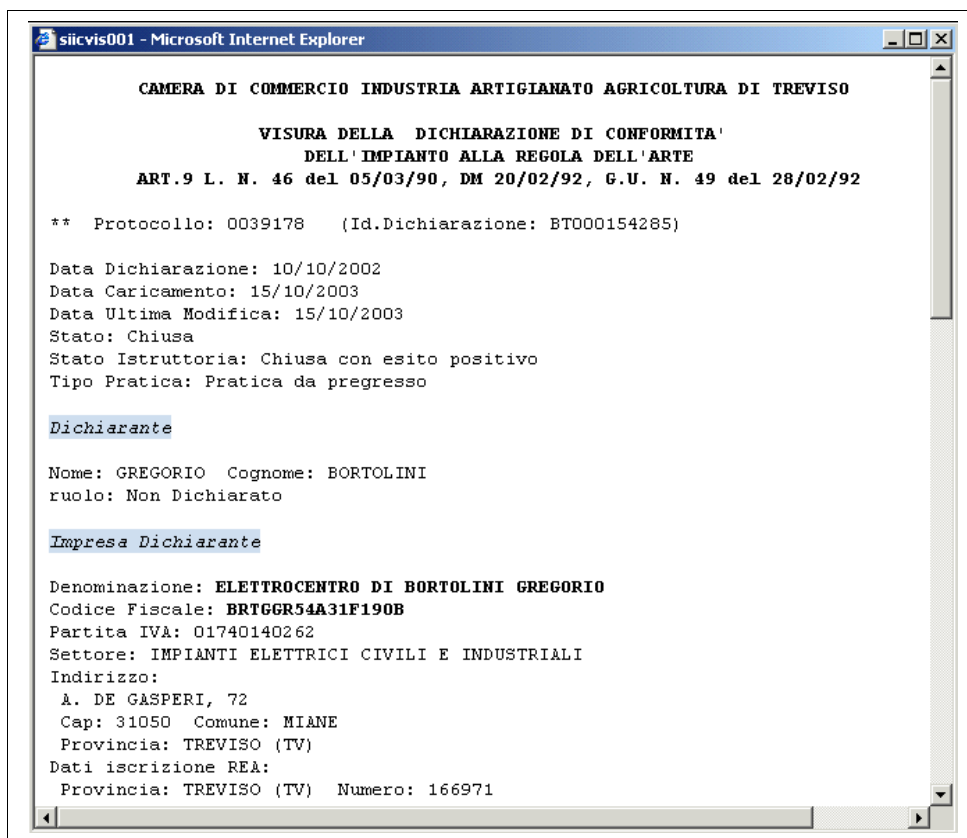 siicvis001 - Microsoft Internet Explorer
CAMERA DI COMMERCIO INDUSTRIA ARTIGIANATO AGRICOLTURA DI TREVISO
VISURA DELLA DICHIARAZIONE DI CONFORMITA'
DELL'IMPIANTO ALLA REGOLA DELL'ARTE
ART.9 L. N. 46 del 05/03/90, DM 20/02/92, G.U. N. 49 del 28/02/92
** Protocollo: 0039178 (Id.Dichiarazione: BT000154285)
Data Dichiarazione: 10/10/2002
Data Caricamento: 15/10/2003
Data Ultima Modifica: 15/10/2003
Stato: Chiusa
Stato Istruttoria: Chiusa con esito positivo
Tipo Pratica: Pratica da pregresso
Dichiarante
Nome: GREGORIO Cognome: BORTOLINI
ruolo: Non Dichiarato
Impresa Dichiarante
Denominazione: ELETTROCENTRO DI BORTOLINI GREGORIO
Codice Fiscale: BRTGGR54A31F190B
Partita IVA: 01740140262
Settore: IMPIANTI ELETTRICI CIVILI E INDUSTRIALI
Indirizzo:
A. DE GASPERI, 72
Cap: 31050 Comune: MIANE
Provincia: TREVISO (TV)
Dati iscrizione REA:
Provincia: TREVISO (TV) Numero: 166971